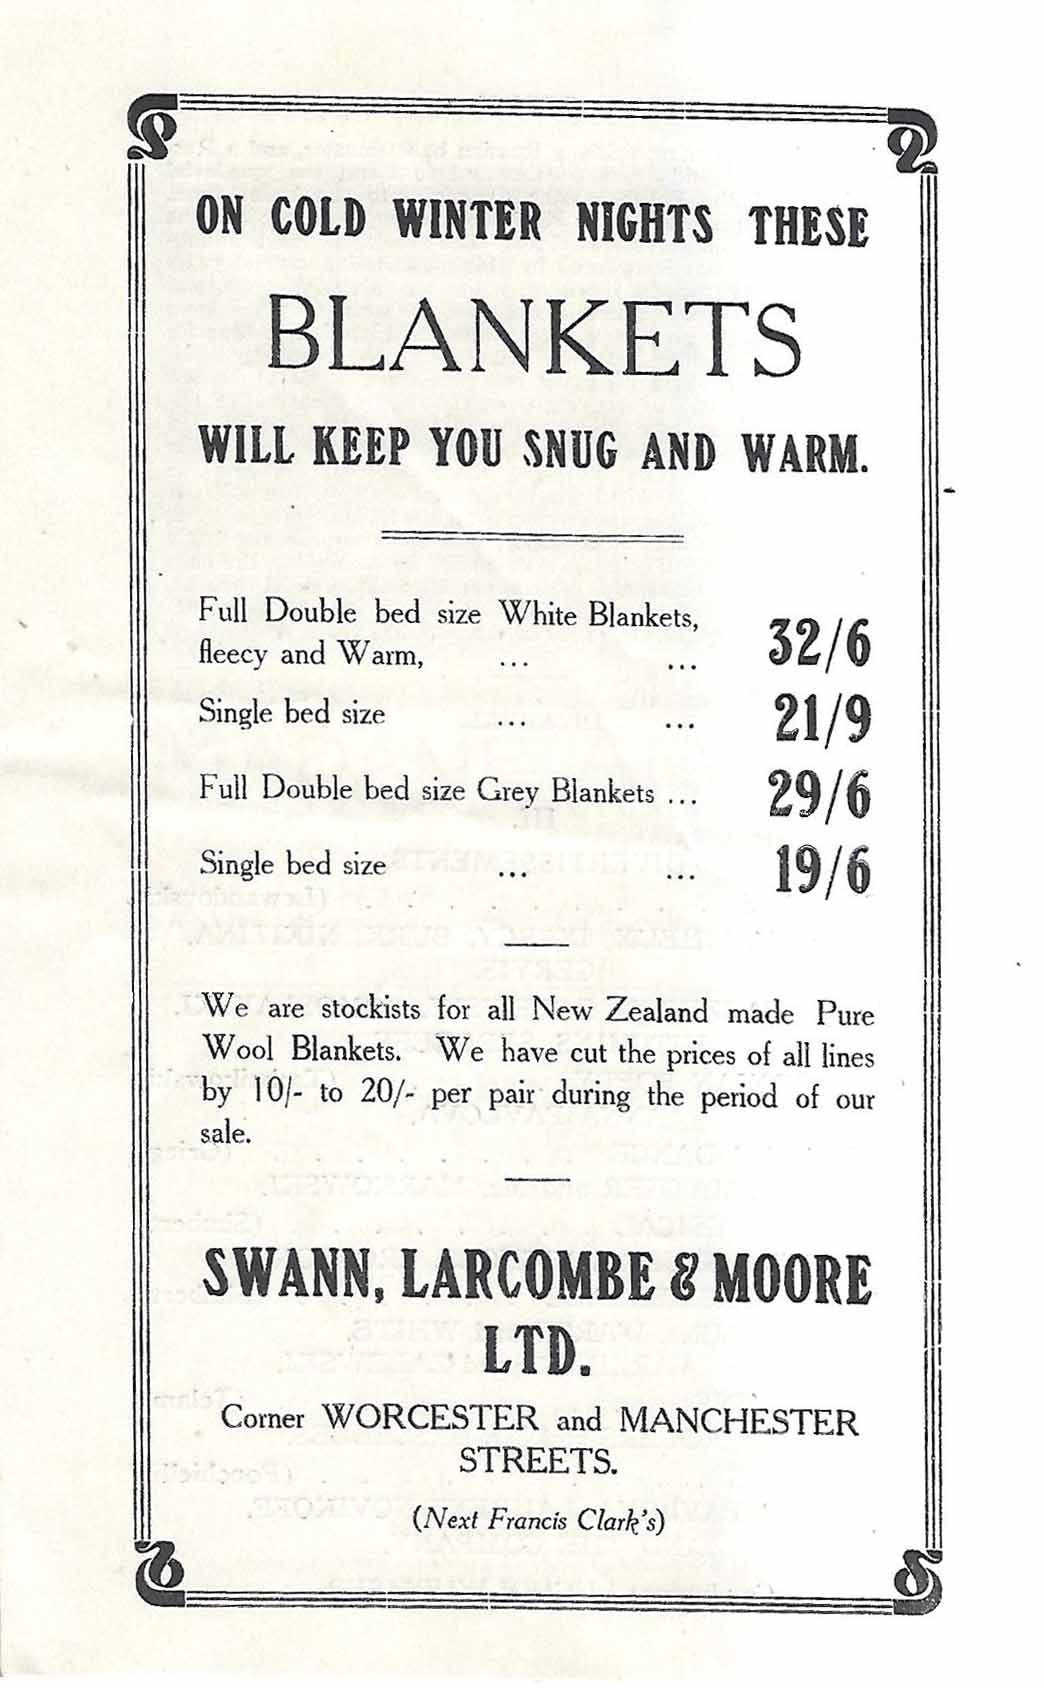 ON COLD WINTER NIGHTS THESE
BLANKETS
WILL KEEP YOU SNUG AND WARM.
Full Double bed size White Blankets,
fleecy and Warm, ... ... 32/6
Single bed size ... ... 21/9
Full Double bed size Grey Blankets ... 29/6
Single bed size ... ... 19/6
We are stockists for all New Zealand made Pure
Wool Blankets. We have cut the prices of all lines
by 10/- to 20/- per pair during the period of our
sale.
SWANN, LARCOMBE & MOORE
LTD.
Corner WORCESTER and MANCHESTER
STREETS.
(Next Francis Clark's)